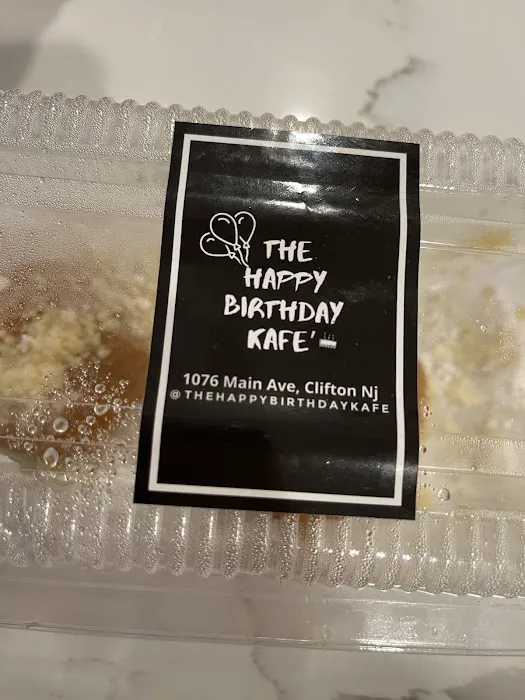 THE
HAPPY
BIRTHDAY
KAFE'
1076 Main Ave, Clifton Nj
@THEHAPPYBIRTHDAYKAFE